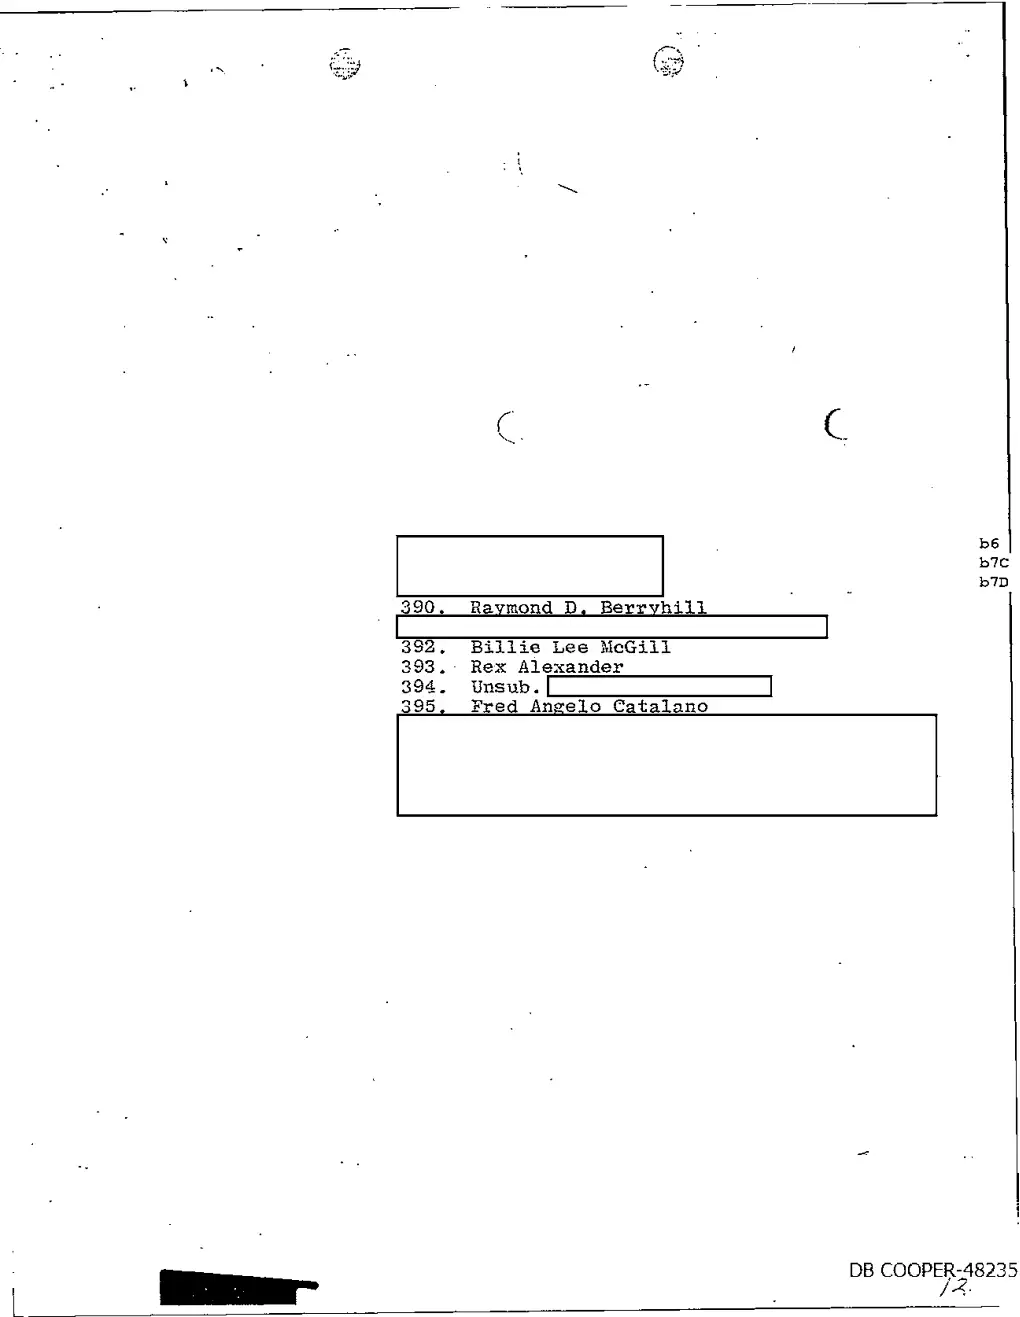 b6
b7C
b7D
390. Raymond D. Berryhill
392. Billie Lee McGill
393. Rex Alexander
394. Unsub.
395. Fred Angelo Catalano
DB COOPER-48235
12.